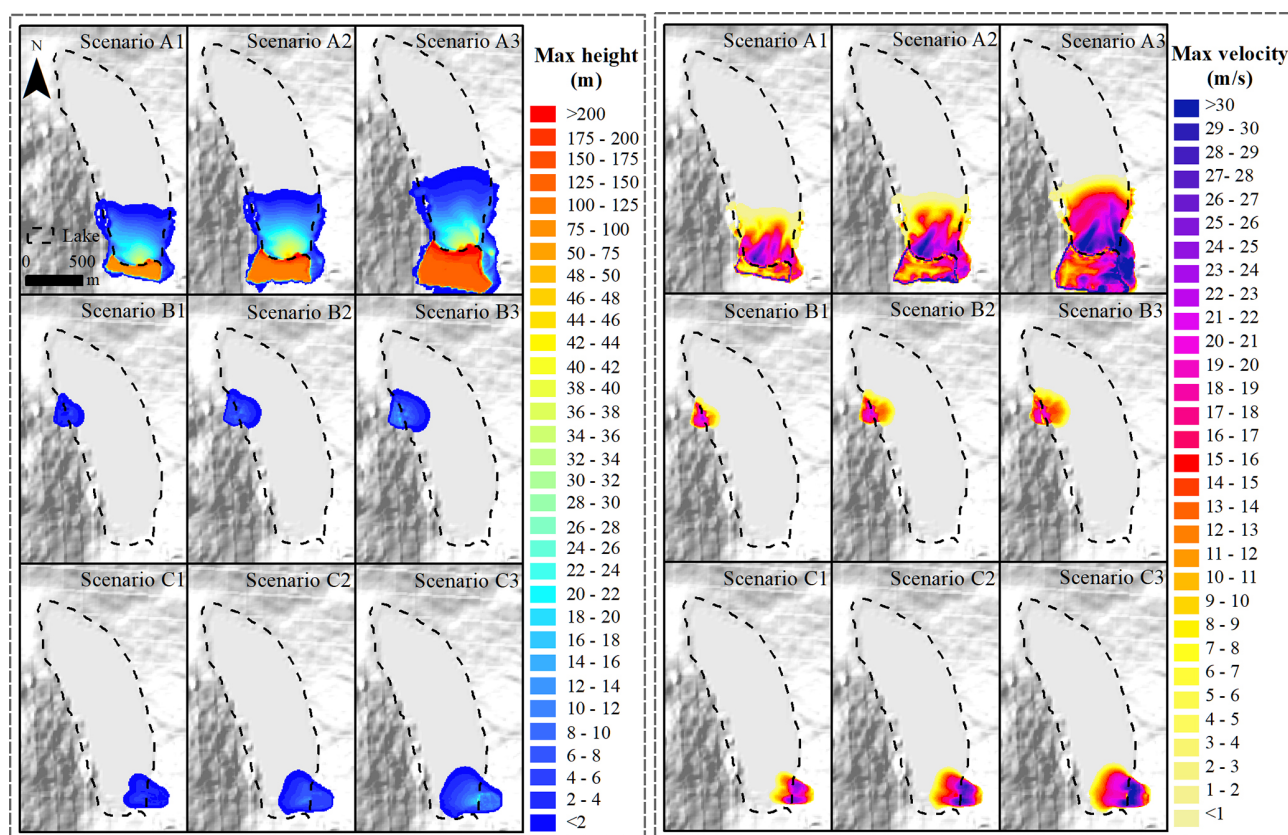 Scenario A1
Scenario A2
Scenario A3
N
Lake
0 500
m
Scenario B1
Scenario B2
Scenario B3
Scenario C1
Scenario C2
Scenario C3
Max height
(m)
>200
175 - 200
150 - 175
125 - 150
100 - 125
75 - 100
50 - 75
48 - 50
46 - 48
44 - 46
42 - 44
40 - 42
38 - 40
36 - 38
34 - 36
32 - 34
30 - 32
28 - 30
26 - 28
24 - 26
22 - 24
20 - 22
18 - 20
16 - 18
14 - 16
12 - 14
10 - 12
8 - 10
6 - 8
4 - 6
2 - 4
<2
Scenario A1
Scenario A2
Scenario A3
Scenario B1
Scenario B2
Scenario B3
Scenario C1
Scenario C2
Scenario C3
Max velocity
(m/s)
>30
29 - 30
28 - 29
27- 28
26 - 27
25 - 26
24 - 25
23 - 24
22 - 23
21 - 22
20 - 21
19 - 20
18 - 19
17 - 18
16 - 17
15 - 16
14 - 15
13 - 14
12 - 13
11 - 12
10 - 11
9 - 10
8 - 9
7 - 8
6 - 7
5 - 6
4 - 5
3 - 4
2 - 3
1 - 2
<1